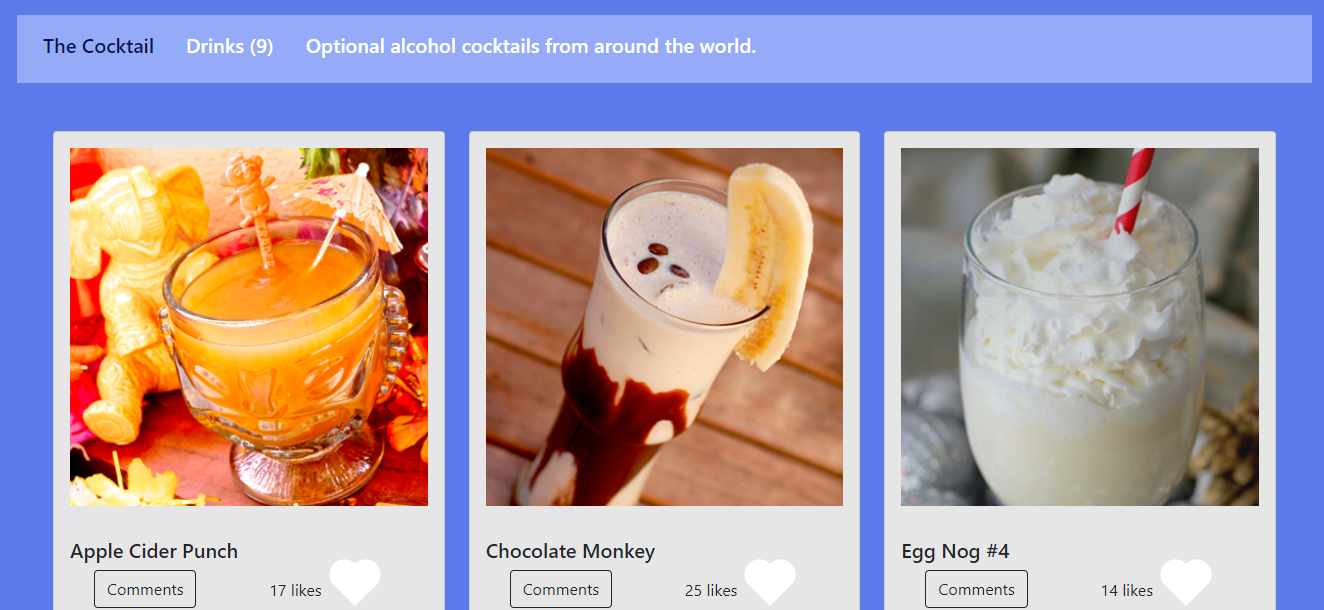 The Cocktail Drinks (9) Optional alcohol cocktails from around the world.
Apple Cider Punch
Comments 17 likes
Chocolate Monkey
Comments 25 likes
Egg Nog #4
Comments 14 likes